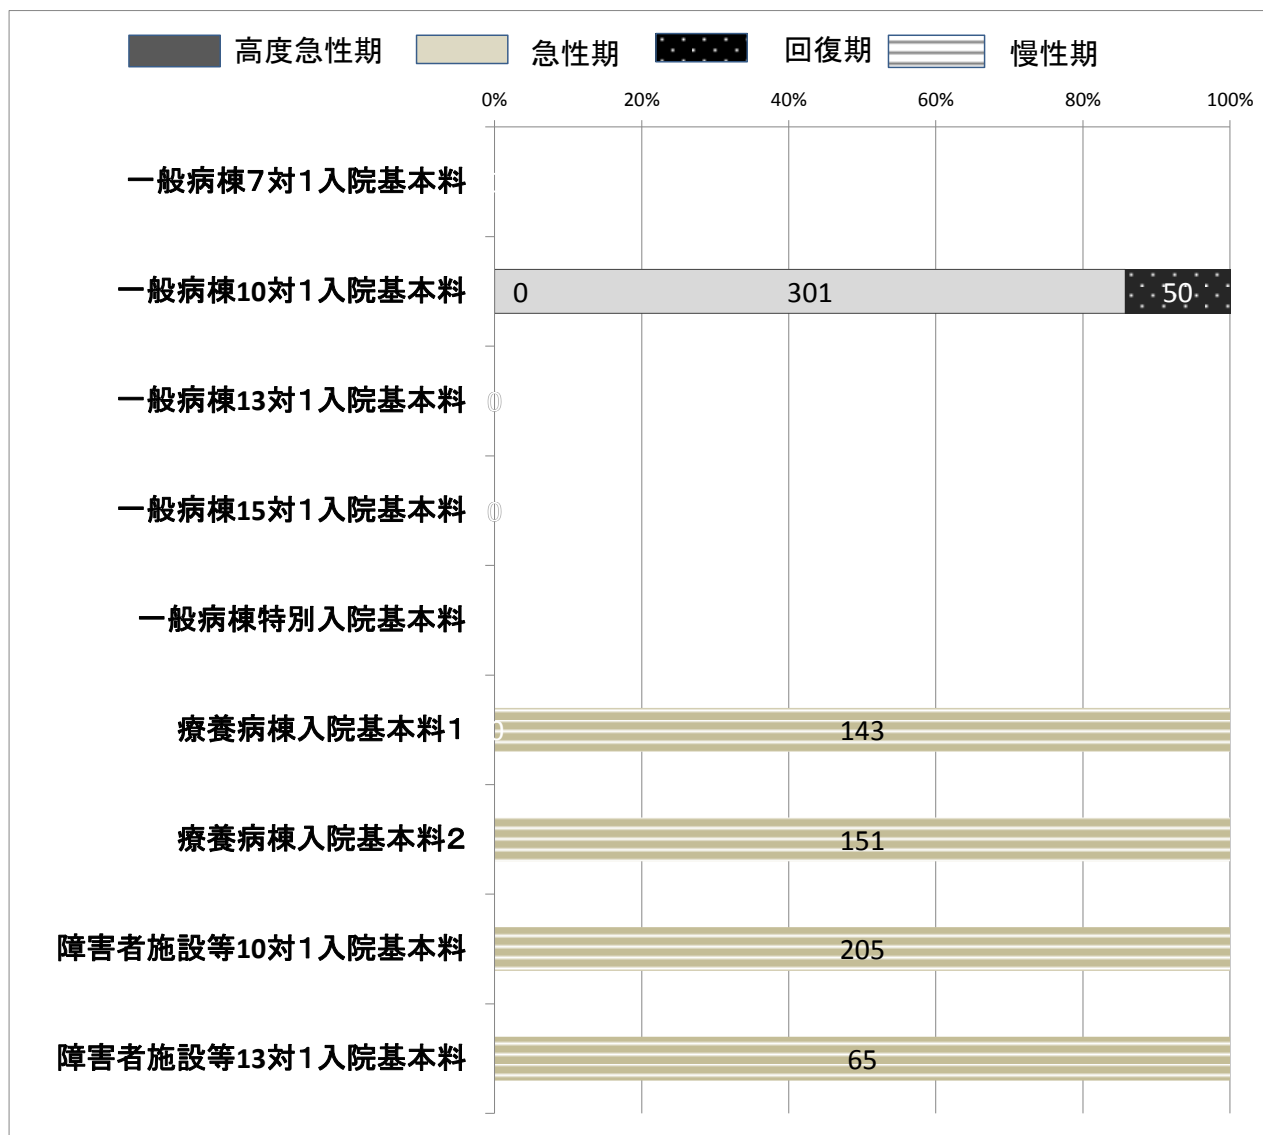 高度急性期 急性期 回復期 慢性期
0% 20% 40% 60% 80% 100%
一般病棟７対１入院基本料
一般病棟10対１入院基本料 0 301 50
一般病棟13対１入院基本料 0
一般病棟15対１入院基本料 0
一般病棟特別入院基本料
療養病棟入院基本料１ 0 143
療養病棟入院基本料２ 151
障害者施設等10対１入院基本料 205
障害者施設等13対１入院基本料 65